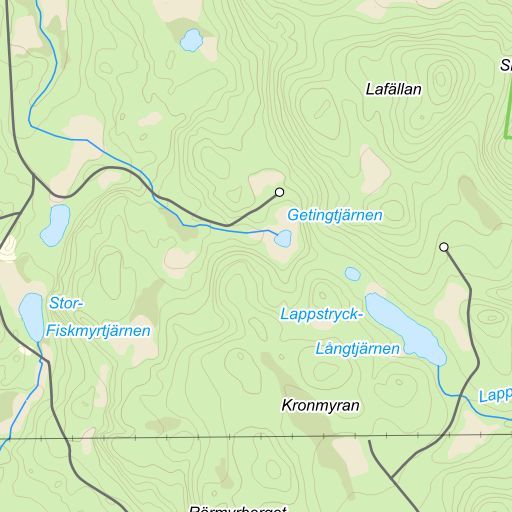 Lafällan
Getingtjärnen
Stor-
Fiskmyrtjärnen
Lappstryck-
Långtjärnen
Kronmyran